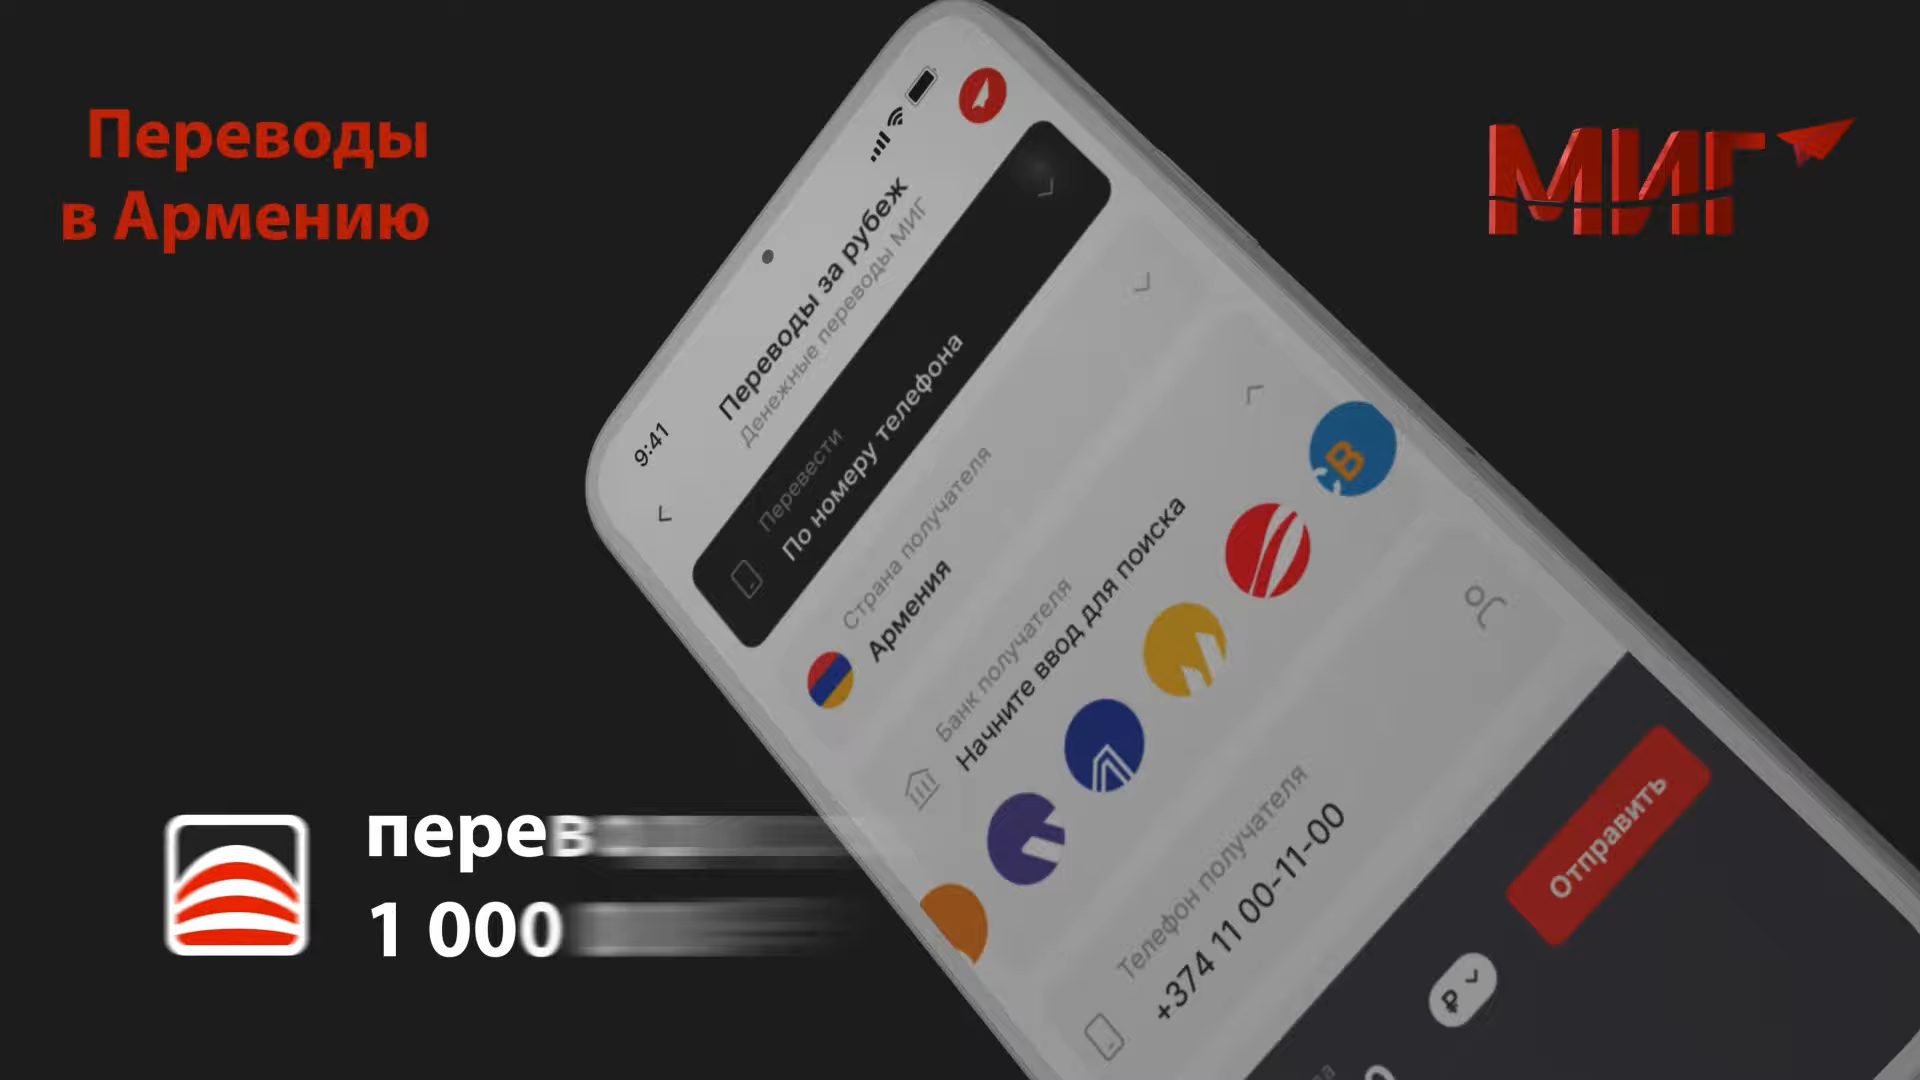 Переводы
в Армению
МИГ
9:41
Переводы за рубеж
Денежные переводы МИГ
Перевести
По номеру телефона
Страна получателя
Армения
Банк получателя
Начните ввод для поиска
Телефон получателя
+374 11 00-11-00
Отправить
₽
1 000